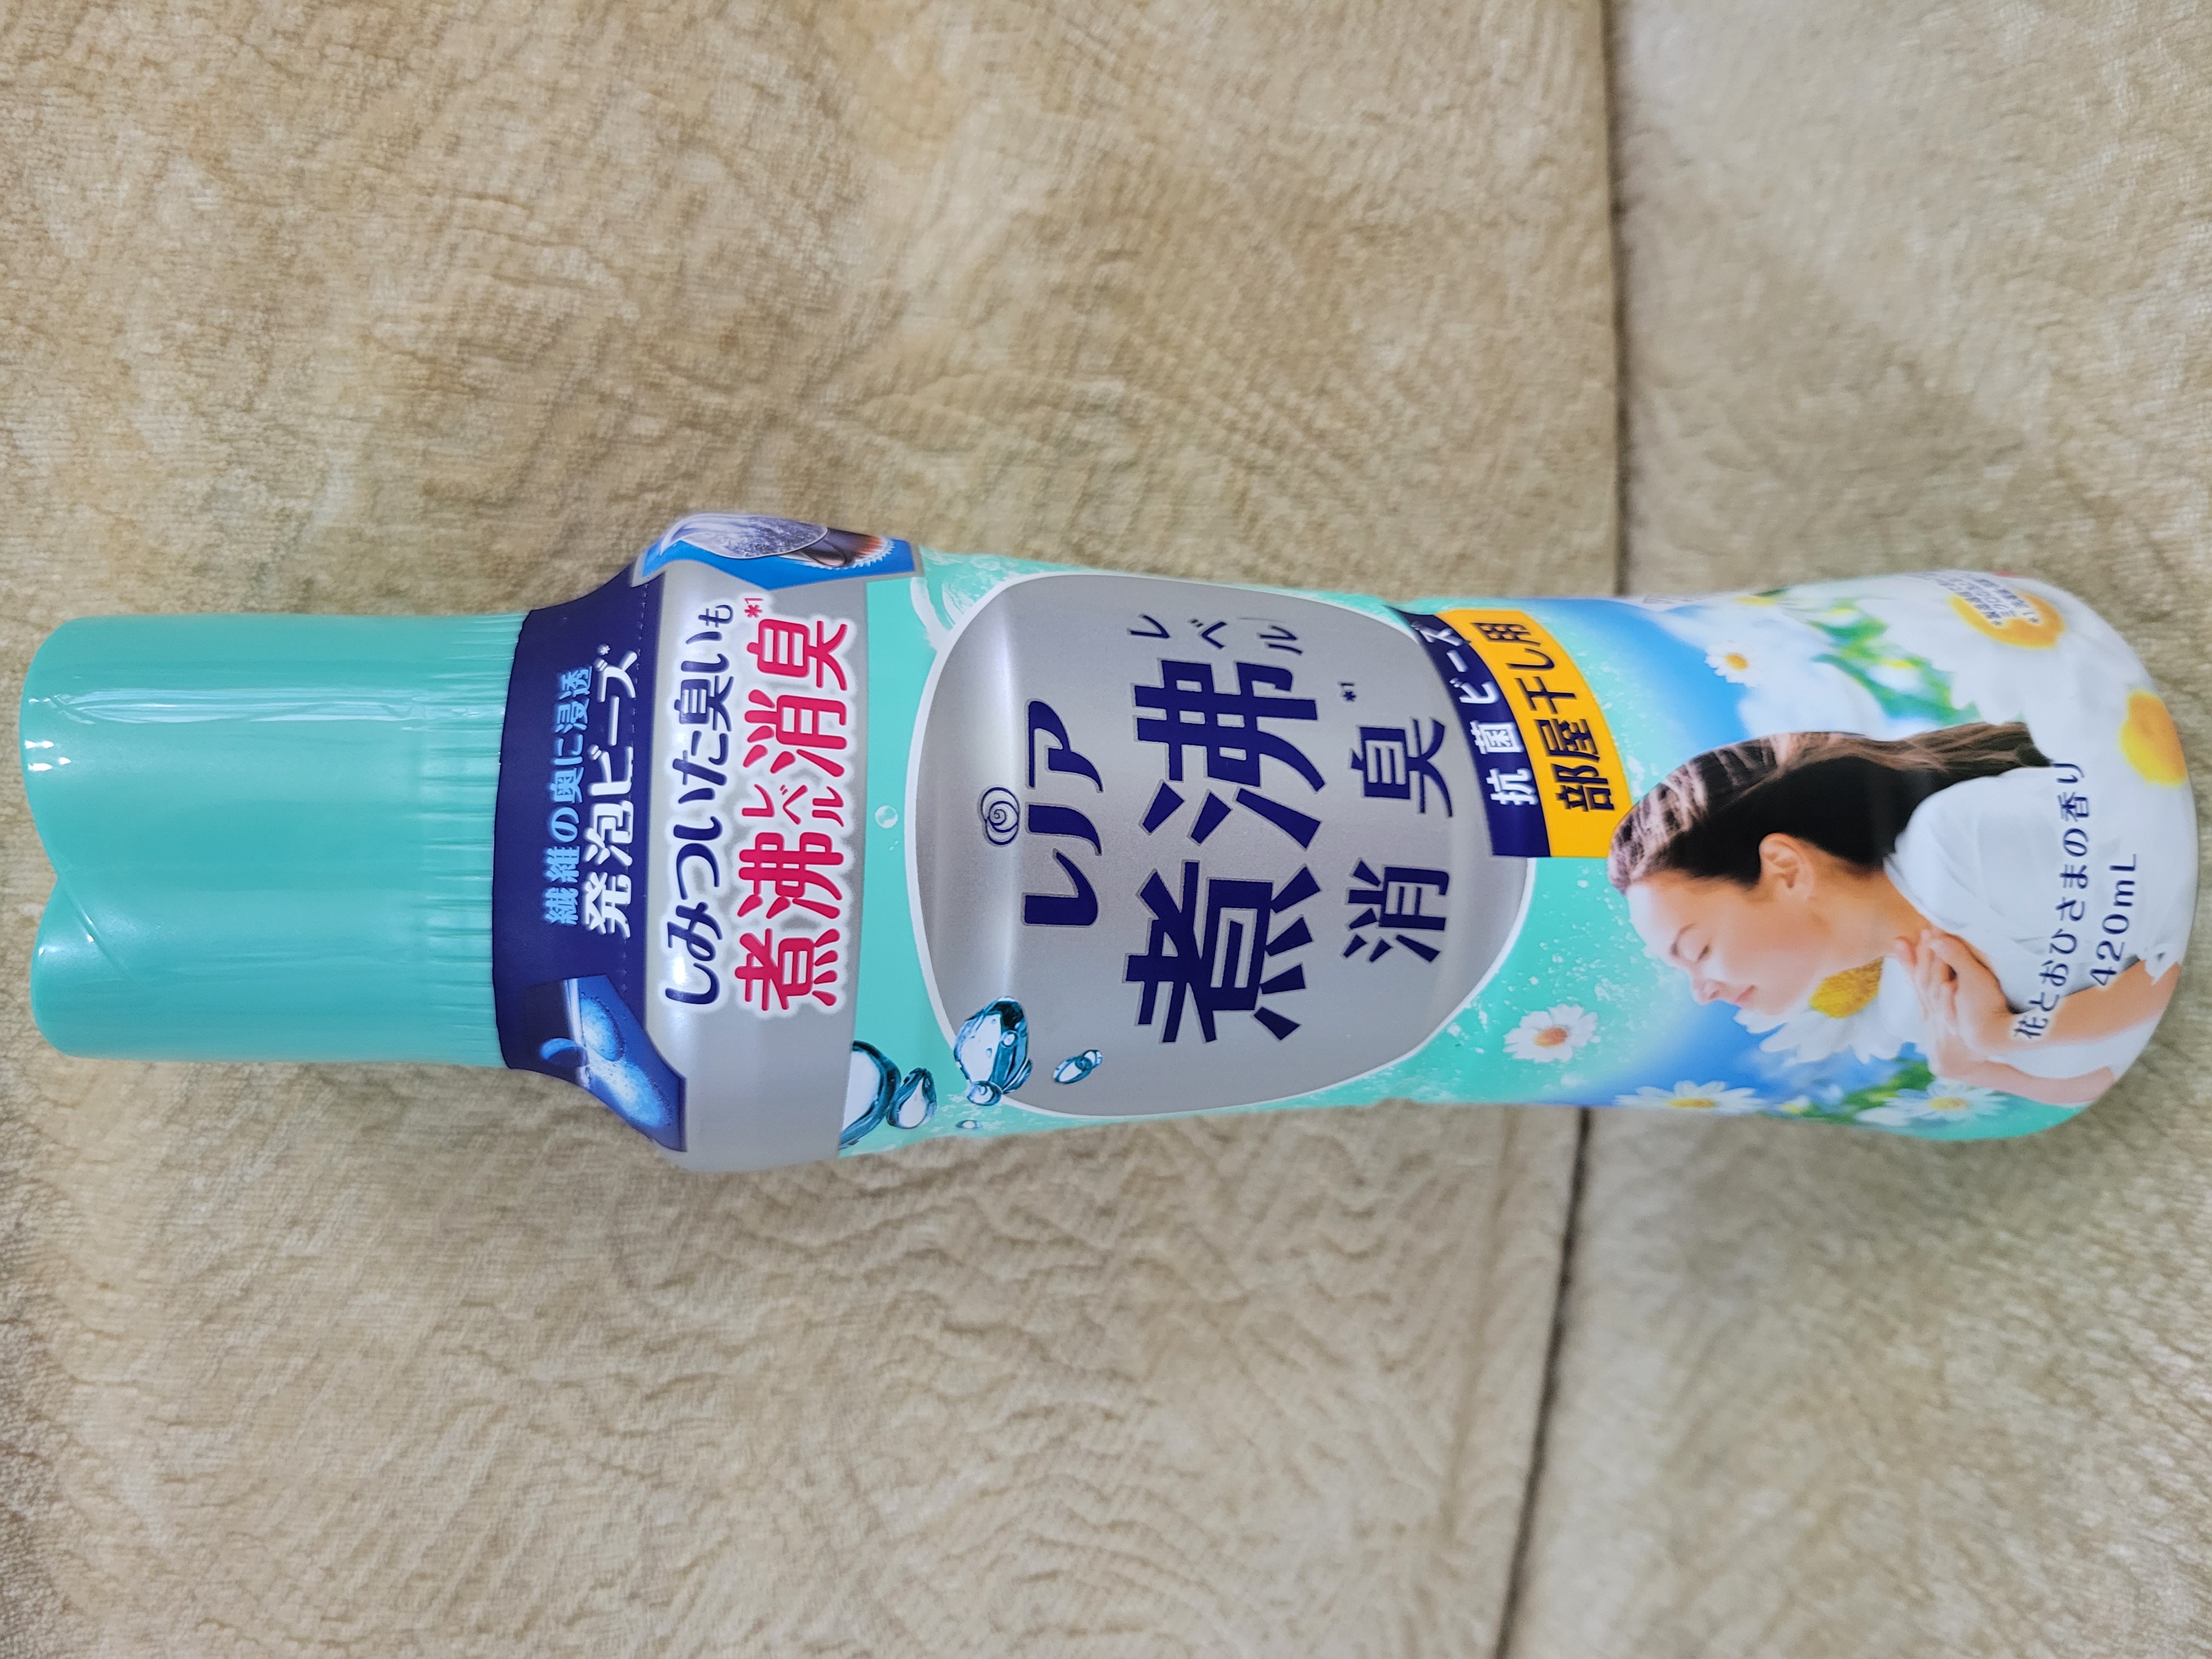 繊維の奥に浸透
発泡ビーズ*
しみついた臭いも
煮沸レベル消臭*1
レノア
煮沸レベル
消臭*1
抗菌ビーズ
部屋干し用
花とおひさまの香り
420mL